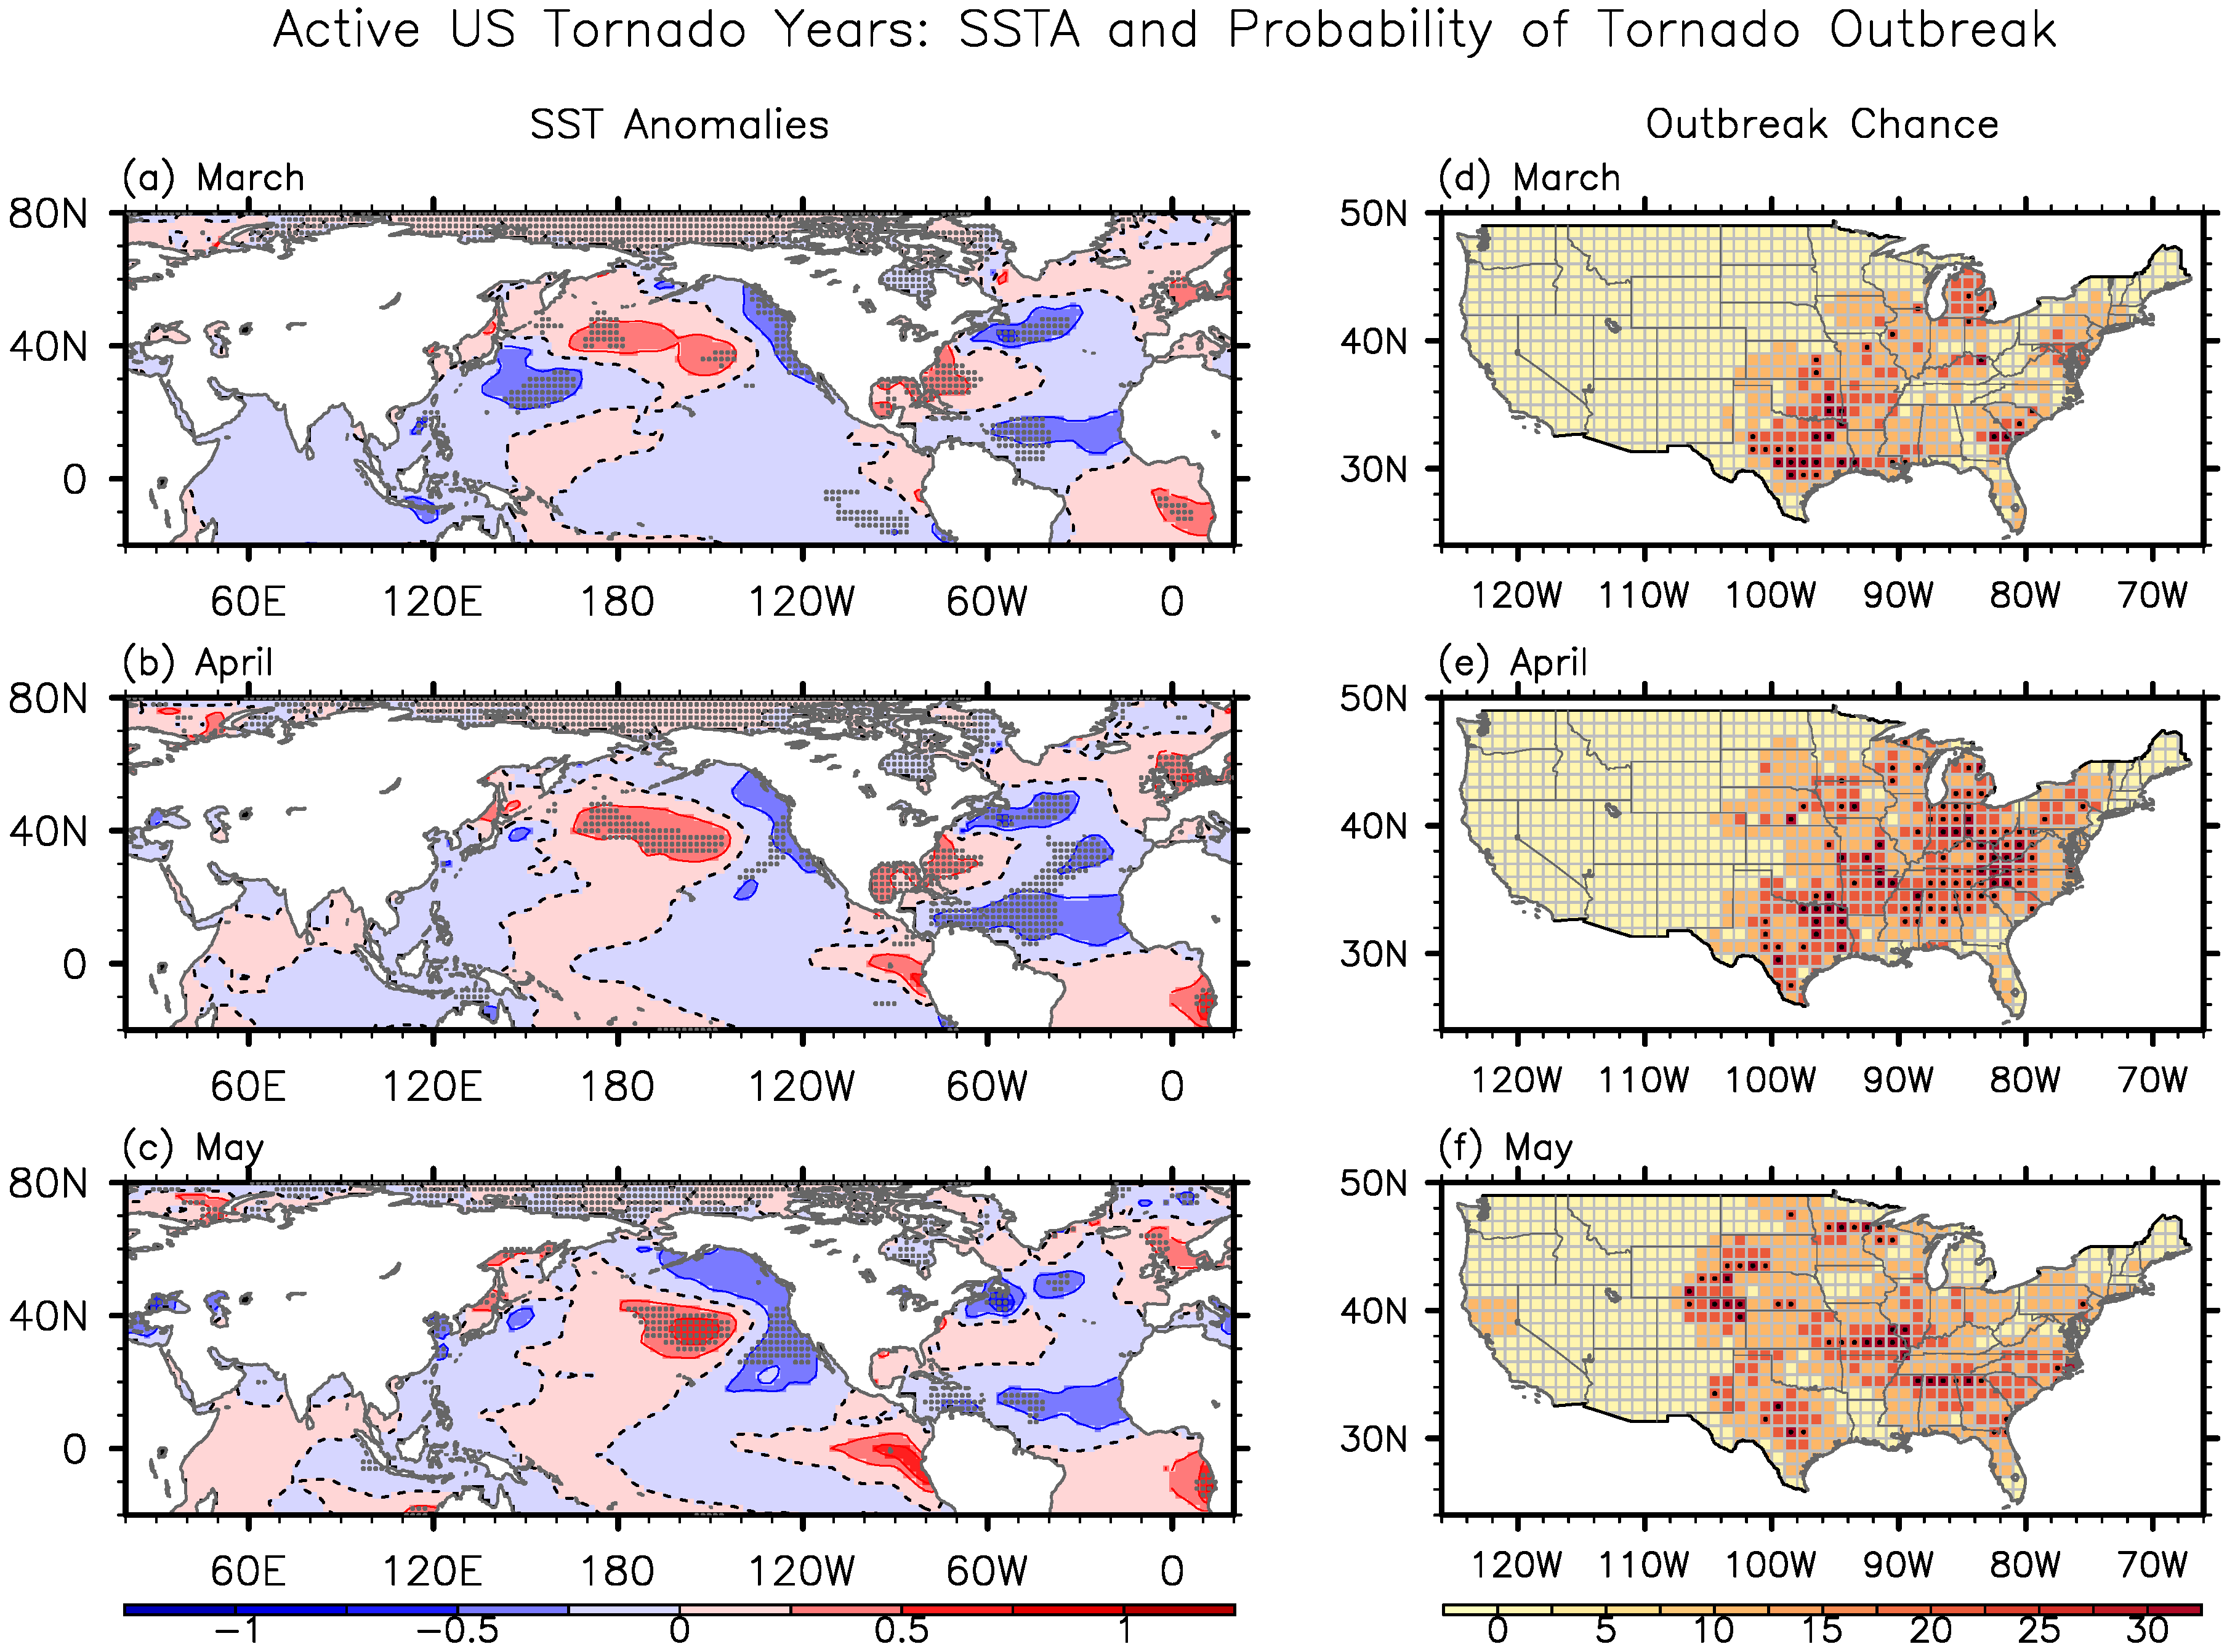 Active US Tornado Years: SSTA and Probability of Tornado Outbreak
SST Anomalies
Outbreak Chance
(a) March
80N
40N
0
60E 120E 180 120W 60W 0
(d) March
50N
40N
30N
120W 110W 100W 90W 80W 70W
(b) April
80N
40N
0
60E 120E 180 120W 60W 0
(e) April
50N
40N
30N
120W 110W 100W 90W 80W 70W
(c) May
80N
40N
0
60E 120E 180 120W 60W 0
(f) May
50N
40N
30N
120W 110W 100W 90W 80W 70W
-1 -0.5 0 0.5 1
0 5 10 15 20 25 30